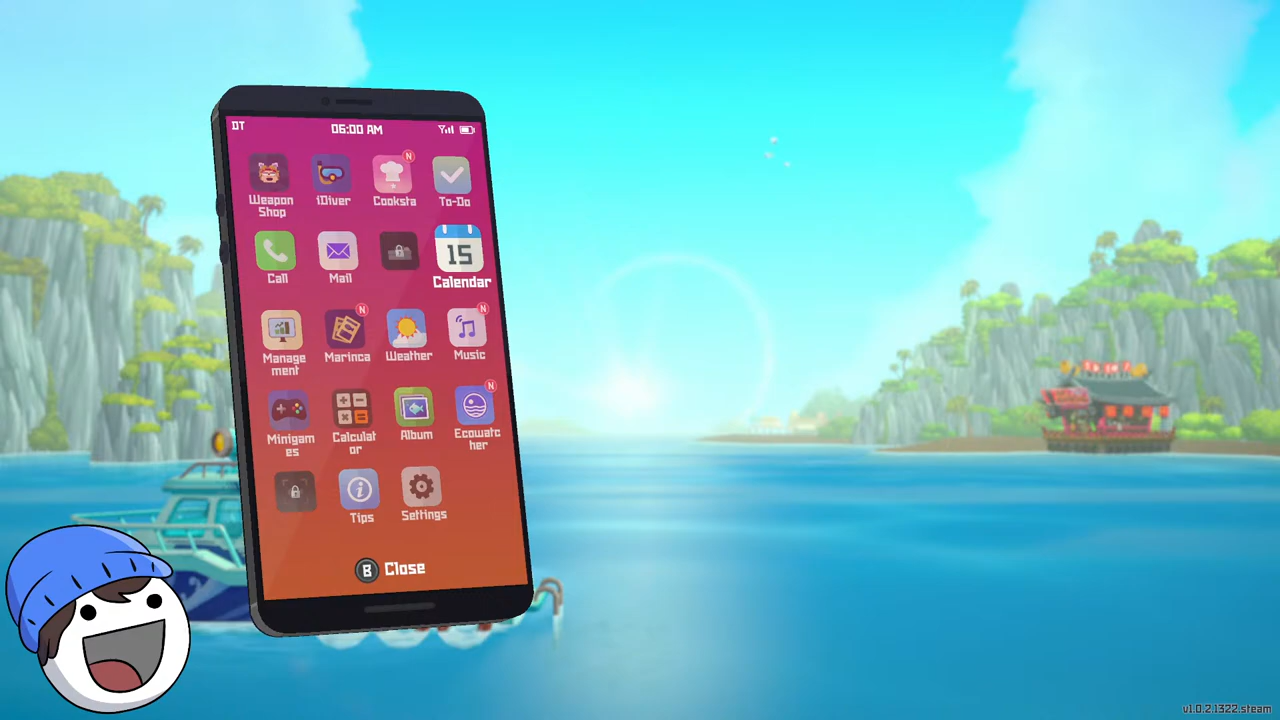 DT
06:00 AM
Weapon
Shop
iDiver
Cooksta
N
To-Do
Call
Mail
15
Calendar
Manage
ment
Marinca
N
Weather
Music
N
Minigam
es
Calculat
or
Album
Ecowatc
her
N
Tips
Settings
B Close
v1.0.2.1322.steam